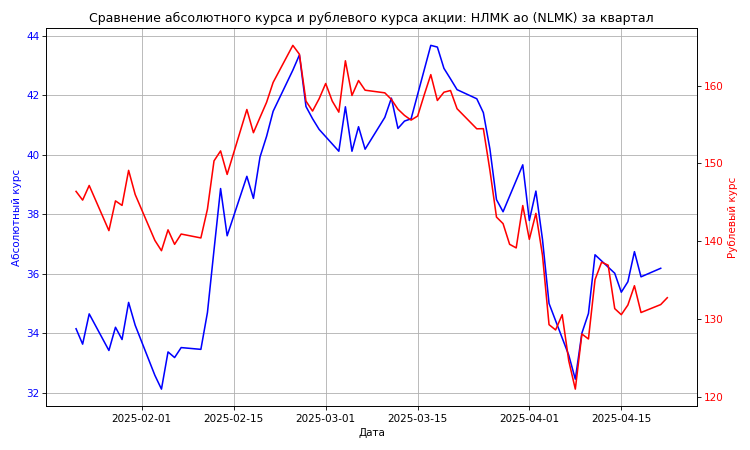 Сравнение абсолютного курса и рублевого курса акции: НЛМК ао (NLMK) за квартал
44
42
40
38
36
34
32
Абсолютный курс
160
150
140
130
120
Рублевый курс
2025-02-01 2025-02-15 2025-03-01 2025-03-15 2025-04-01 2025-04-15
Дата